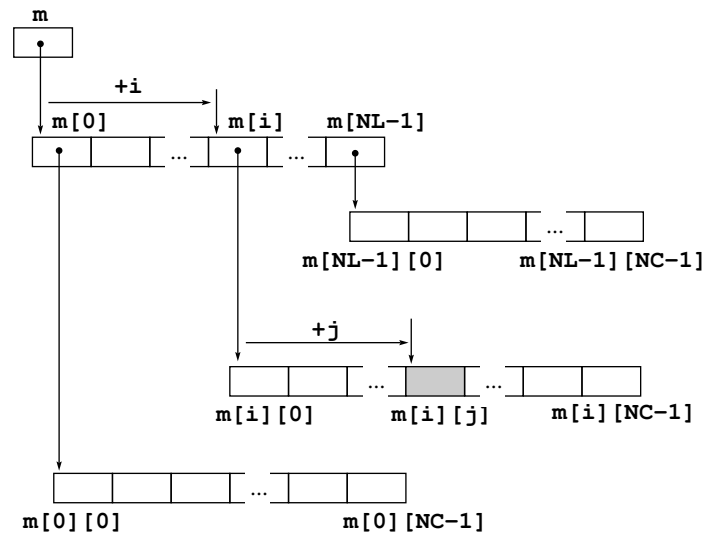 m
+i
m[0] m[i] m[NL−1]
... ...
...
m[NL−1][0] m[NL−1][NC−1]
+j
... ...
m[i][0] m[i][j] m[i][NC−1]
...
m[0][0] m[0][NC−1]